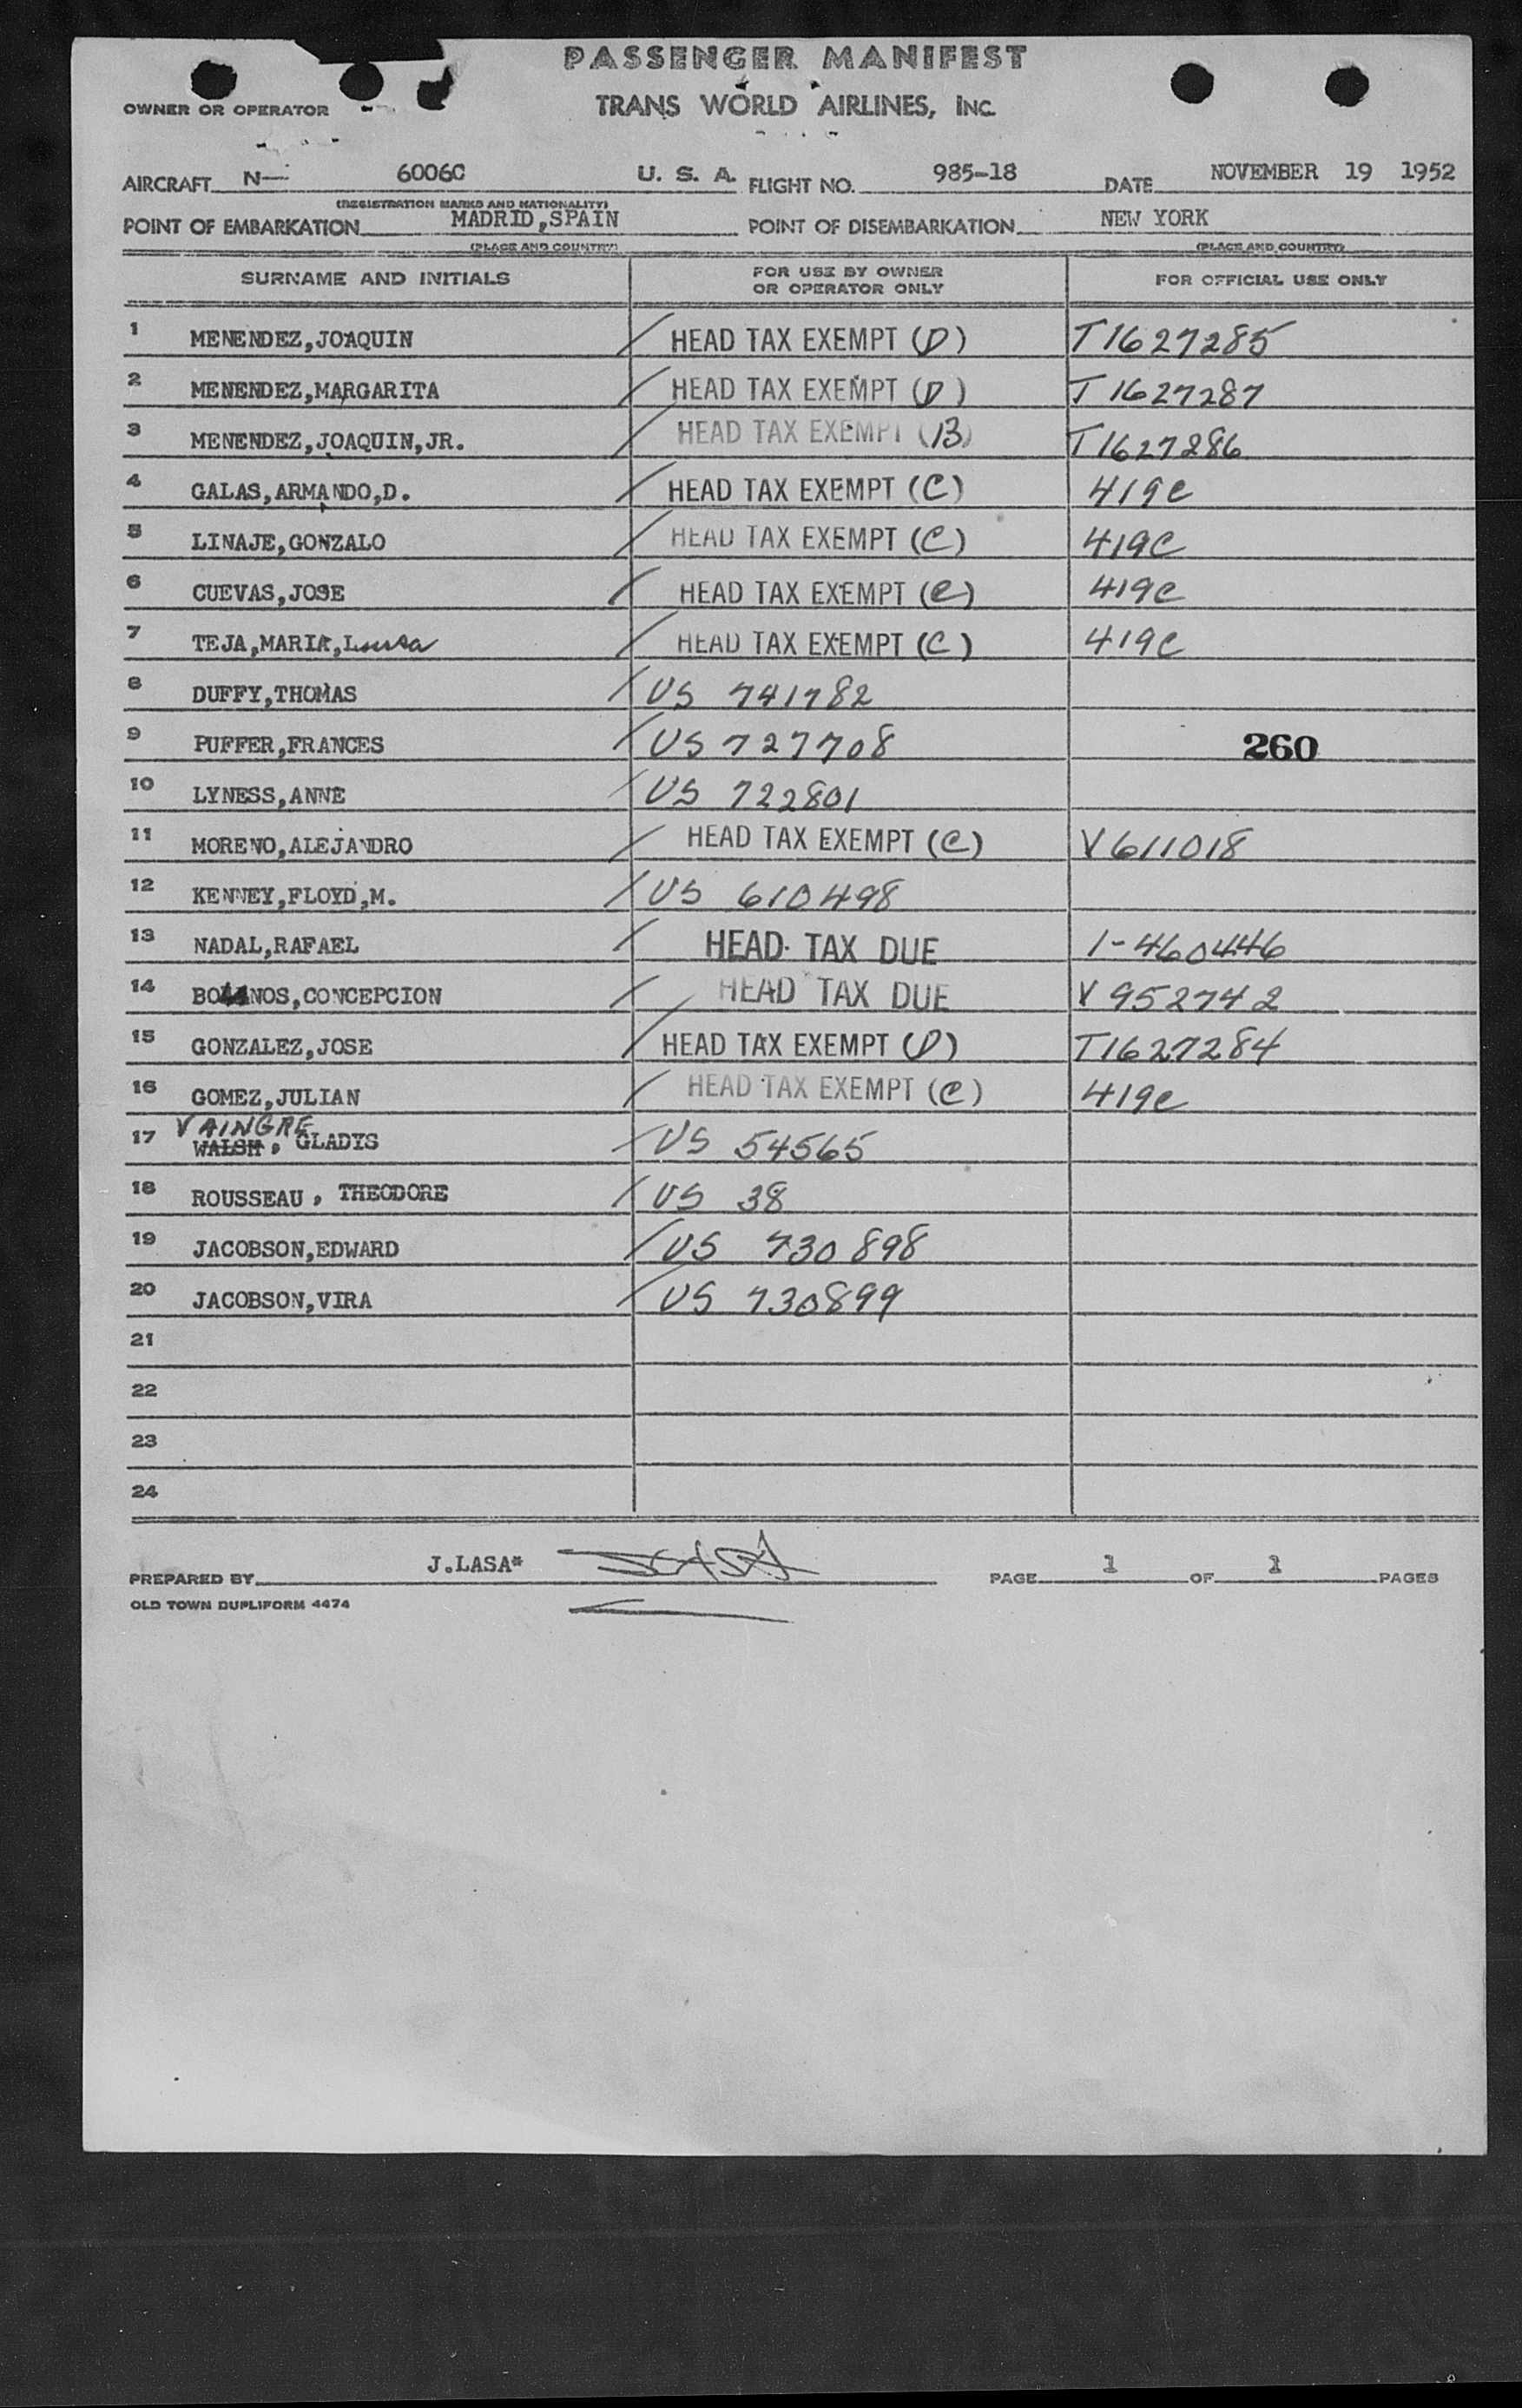 PASSENGER MANIFEST
OWNER OR OPERATOR TRANS WORLD AIRLINES, INC.
AIRCRAFT N— 6006C U. S. A. FLIGHT NO. 985-18 DATE NOVEMBER 19 1952
(REGISTRATION MARKS AND NATIONALITY)
POINT OF EMBARKATION MADRID,SPAIN POINT OF DISEMBARKATION NEW YORK
(PLACE AND COUNTRY) (PLACE AND COUNTRY)
SURNAME AND INITIALS FOR USE BY OWNER OR OPERATOR ONLY FOR OFFICIAL USE ONLY
1 MENENDEZ,JOAQUIN / HEAD TAX EXEMPT (D) T1627285
2 MENENDEZ,MARGARITA / HEAD TAX EXEMPT (D) T1627287
3 MENENDEZ,JOAQUIN,JR. / HEAD TAX EXEMPT (B) T1627286
4 GALAS,ARMANDO,D. / HEAD TAX EXEMPT (C) 419c
5 LINAJE,GONZALO / HEAD TAX EXEMPT (C) 419C
6 CUEVAS,JOSE / HEAD TAX EXEMPT (C) 419c
7 TEJA,MARIA,Luisa / HEAD TAX EXEMPT (C) 419C
8 DUFFY,THOMAS / US 741782
9 PUFFER,FRANCES / US 727708 260
10 LYNESS,ANNE / US 722801
11 MORENO,ALEJANDRO / HEAD TAX EXEMPT (C) V611018
12 KENNEY,FLOYD,M. / US 610498
13 NADAL,RAFAEL / HEAD TAX DUE 1-460446
14 NOS,CONCEPCION / HEAD TAX DUE V952742
15 GONZALEZ,JOSE / HEAD TAX EXEMPT (D) T1627284
16 GOMEZ,JULIAN / HEAD TAX EXEMPT (C) 419c
VAINGRE
17 WALSH, GLADYS / US 54565
18 ROUSSEAU, THEODORE / US 38
19 JACOBSON,EDWARD / US 730898
20 JACOBSON,VIRA / US 730899
21
22
23
24
PREPARED BY J.LASA* PAGE 1 OF 1 PAGES
OLD TOWN DUPLIFORM 4474